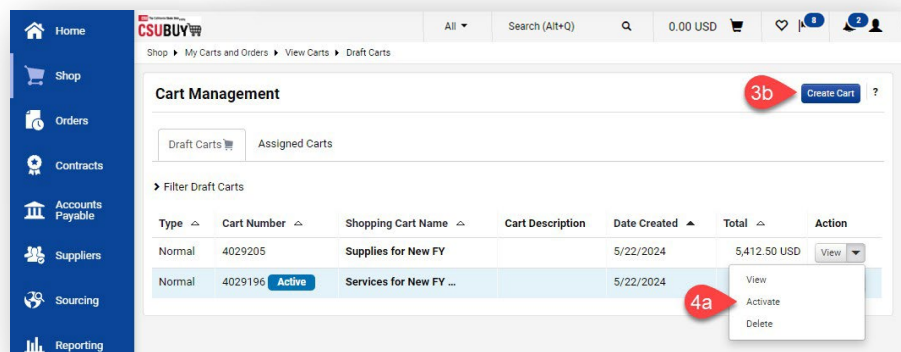 Home
Shop
Orders
Contracts
Accounts
Payable
Suppliers
Sourcing
Reporting
CSUBUY
All
Search (Alt+Q)
0.00 USD
8
2
Shop My Carts and Orders View Carts Draft Carts
Cart Management
3b
Create Cart
?
Draft Carts Assigned Carts
Filter Draft Carts
Type Cart Number Shopping Cart Name Cart Description Date Created Total Action
Normal 4029205 Supplies for New FY 5/22/2024 5,412.50 USD View
Normal 4029196 Active Services for New FY ... 5/22/2024
View
4a Activate
Delete